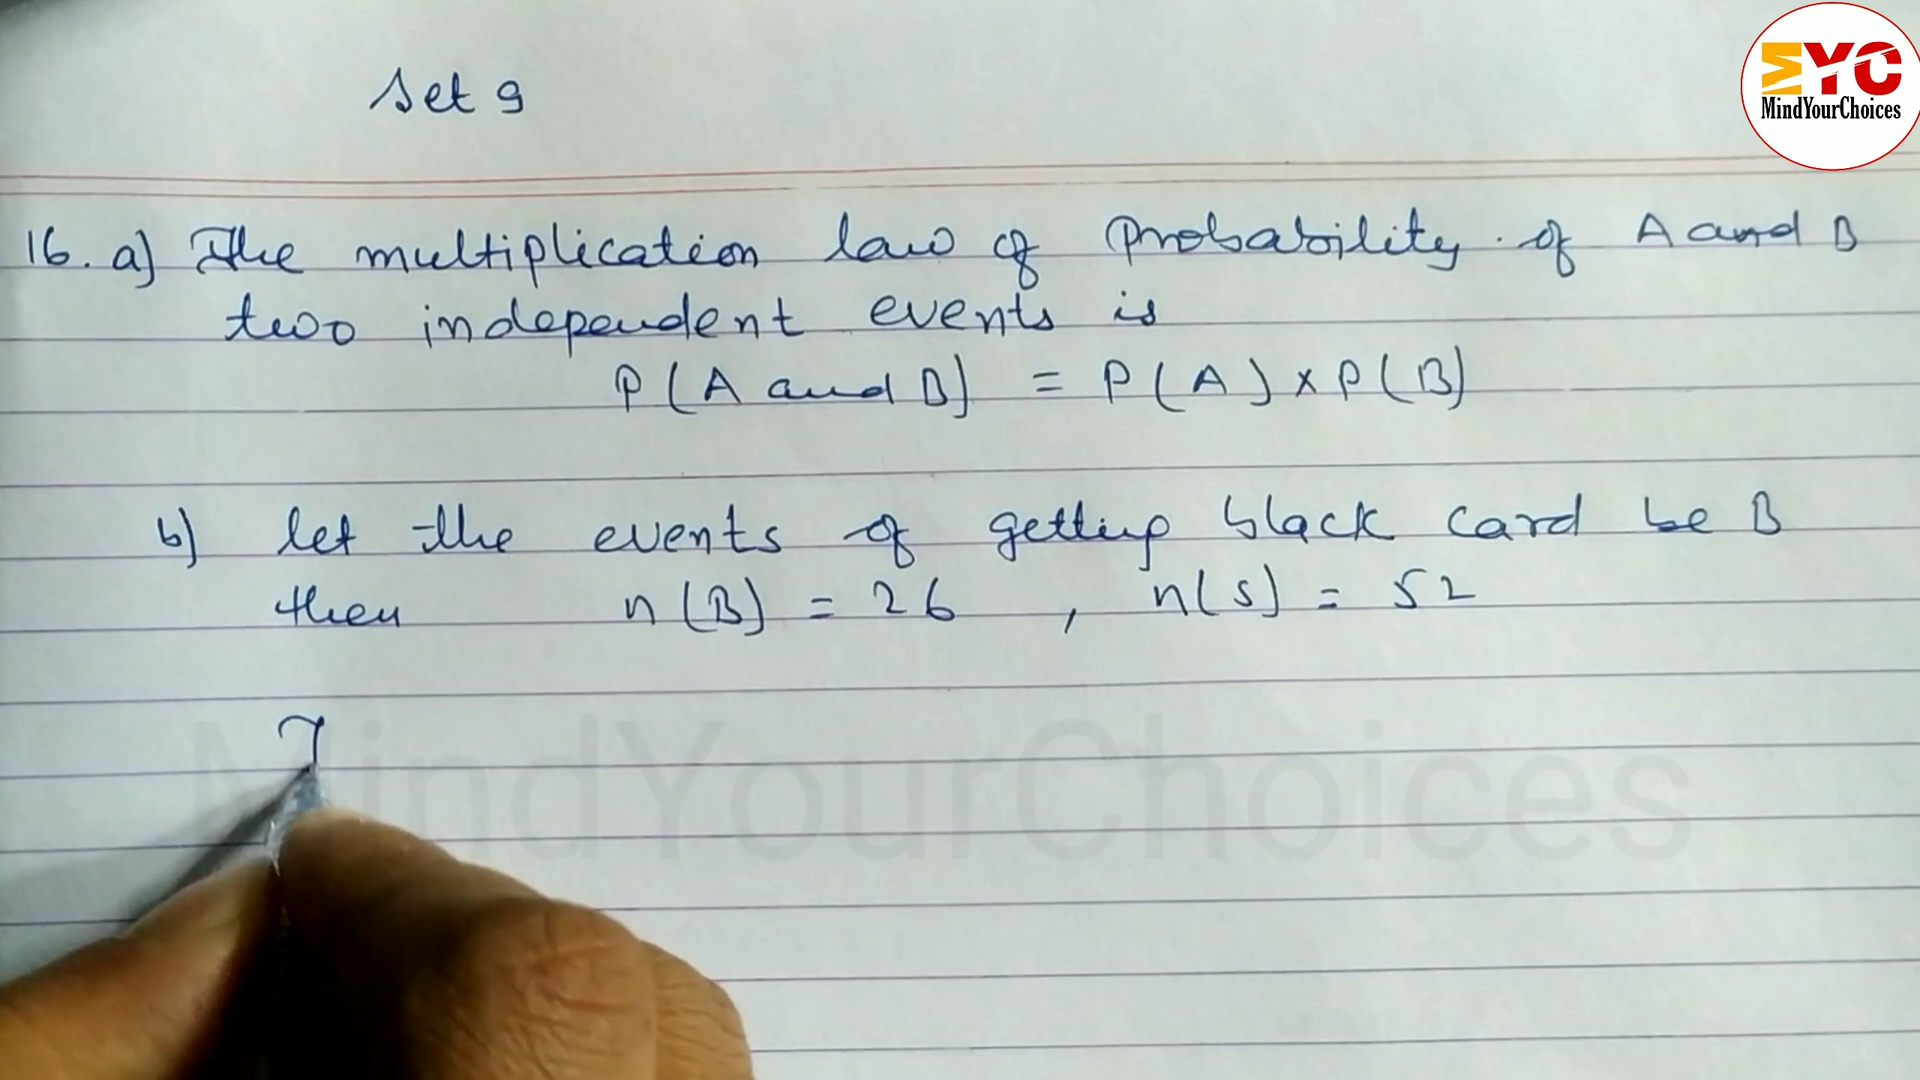 MYC
MindYourChoices
Set 9
16. a) The multiplication law of probability of A and B
two independent events is
P(A and B) = P(A) × P(B)
b) let the events of getting black card be B
then n(B) = 26 , n(S) = 52
T
MindYourChoices